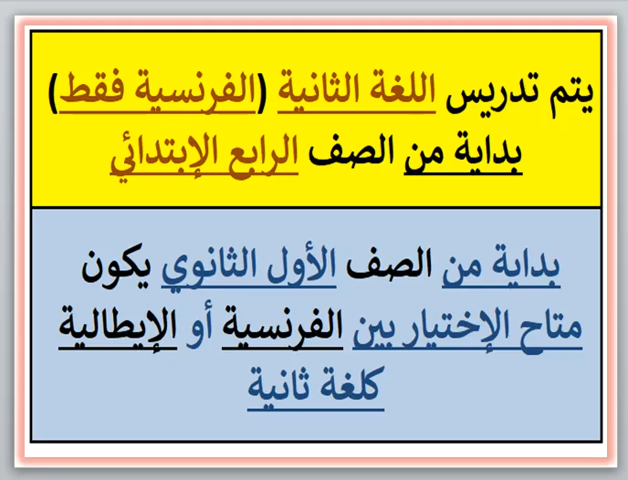 يتم تدريس اللغة الثانية (الفرنسية فقط)
بداية من الصف الرابع الإبتدائي
بداية من الصف الأول الثانوي يكون
متاح الإختيار بين الفرنسية أو الإيطالية
كلغة ثانية